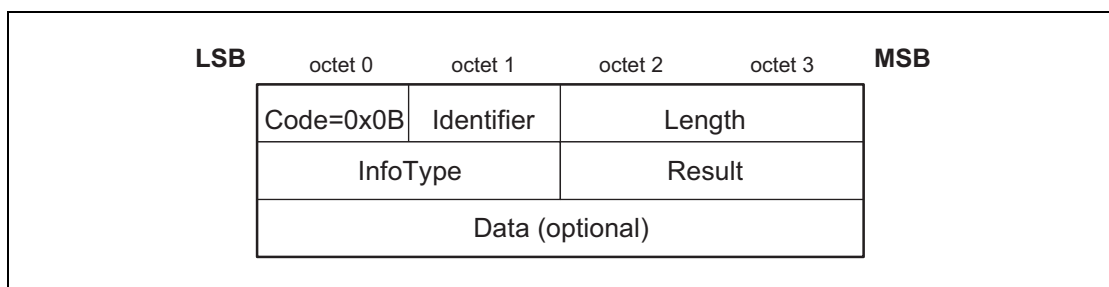 LSB octet 0 octet 1 octet 2 octet 3 MSB
Code=0x0B Identifier Length
InfoType Result
Data (optional)